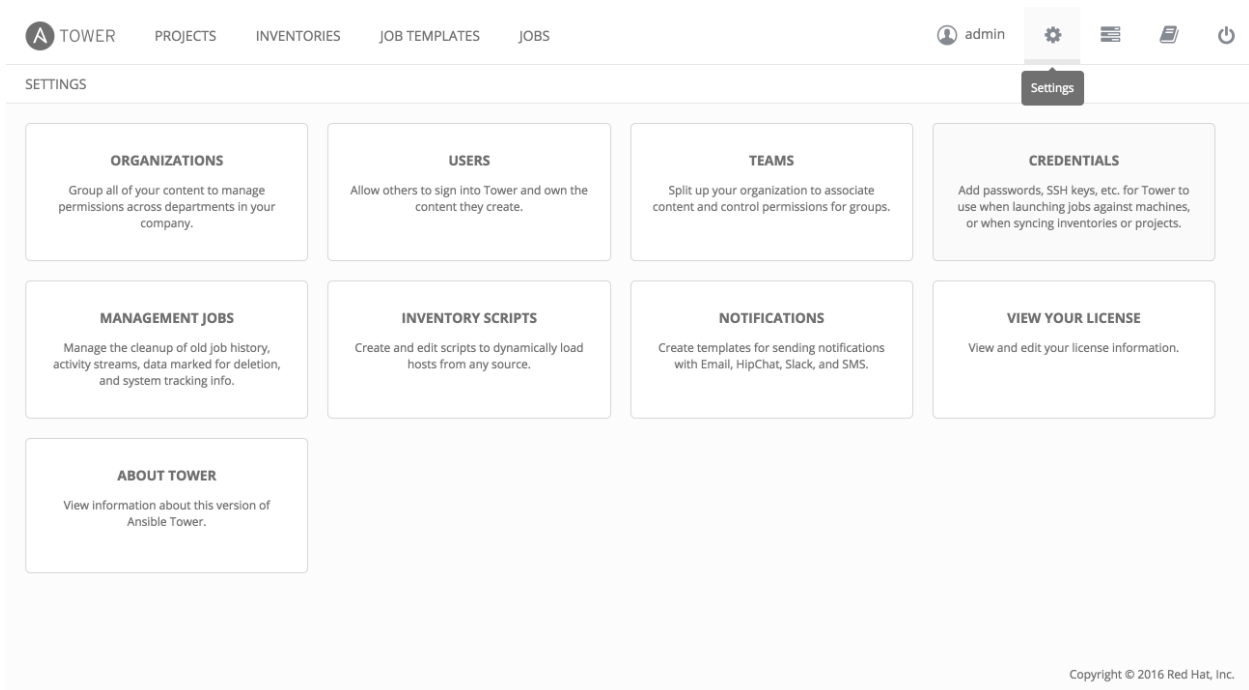 A TOWER PROJECTS INVENTORIES JOB TEMPLATES JOBS admin
SETTINGS
Settings
ORGANIZATIONS
Group all of your content to manage
permissions across departments in your
company.
USERS
Allow others to sign into Tower and own the
content they create.
TEAMS
Split up your organization to associate
content and control permissions for groups.
CREDENTIALS
Add passwords, SSH keys, etc. for Tower to
use when launching jobs against machines,
or when syncing inventories or projects.
MANAGEMENT JOBS
Manage the cleanup of old job history,
activity streams, data marked for deletion,
and system tracking info.
INVENTORY SCRIPTS
Create and edit scripts to dynamically load
hosts from any source.
NOTIFICATIONS
Create templates for sending notifications
with Email, HipChat, Slack, and SMS.
VIEW YOUR LICENSE
View and edit your license information.
ABOUT TOWER
View information about this version of
Ansible Tower.
Copyright © 2016 Red Hat, Inc.